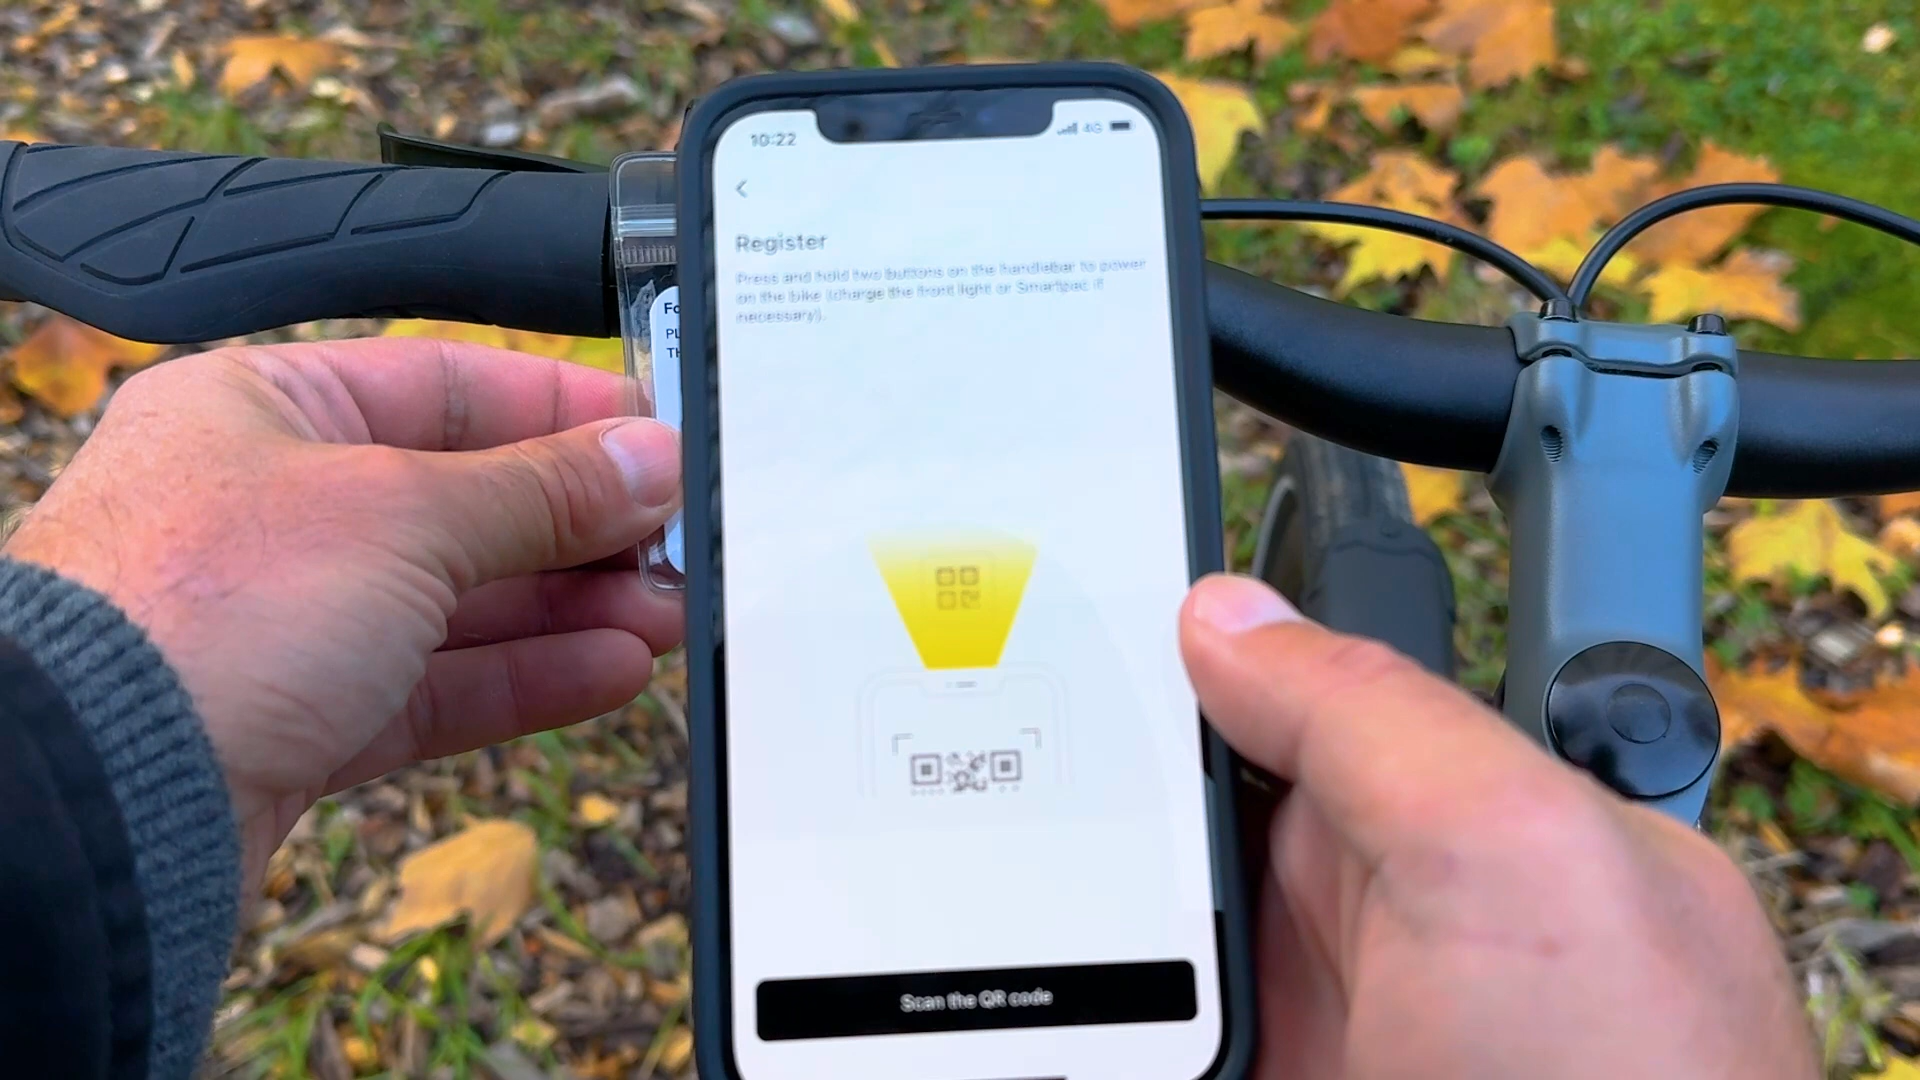 10:22
4G
Register
Press and hold two buttons on the handlebar to power
on the bike (charge the front light or Smartpac if
necessary).
Scan the QR code